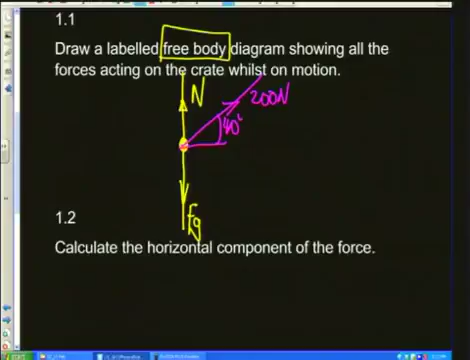 1.1
Draw a labelled free body diagram showing all the
forces acting on the crate whilst on motion.
N
200N
40°
Fg
1.2
Calculate the horizontal component of the force.